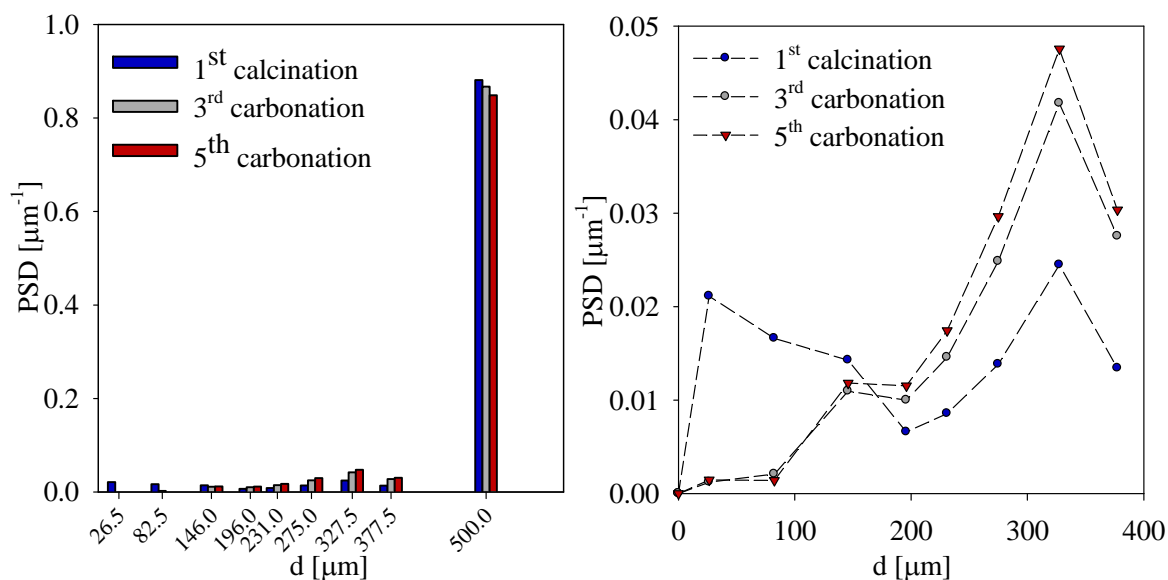 1.0
0.8
0.6
0.4
0.2
0.0
PSD [μm⁻¹]
1st calcination
3rd carbonation
5th carbonation
26.5
82.5
146.0
196.0
231.0
275.0
327.5
377.5
500.0
d [μm]
0.05
0.04
0.03
0.02
0.01
0.00
PSD [μm⁻¹]
1st calcination
3rd carbonation
5th carbonation
0 100 200 300 400
d [μm]